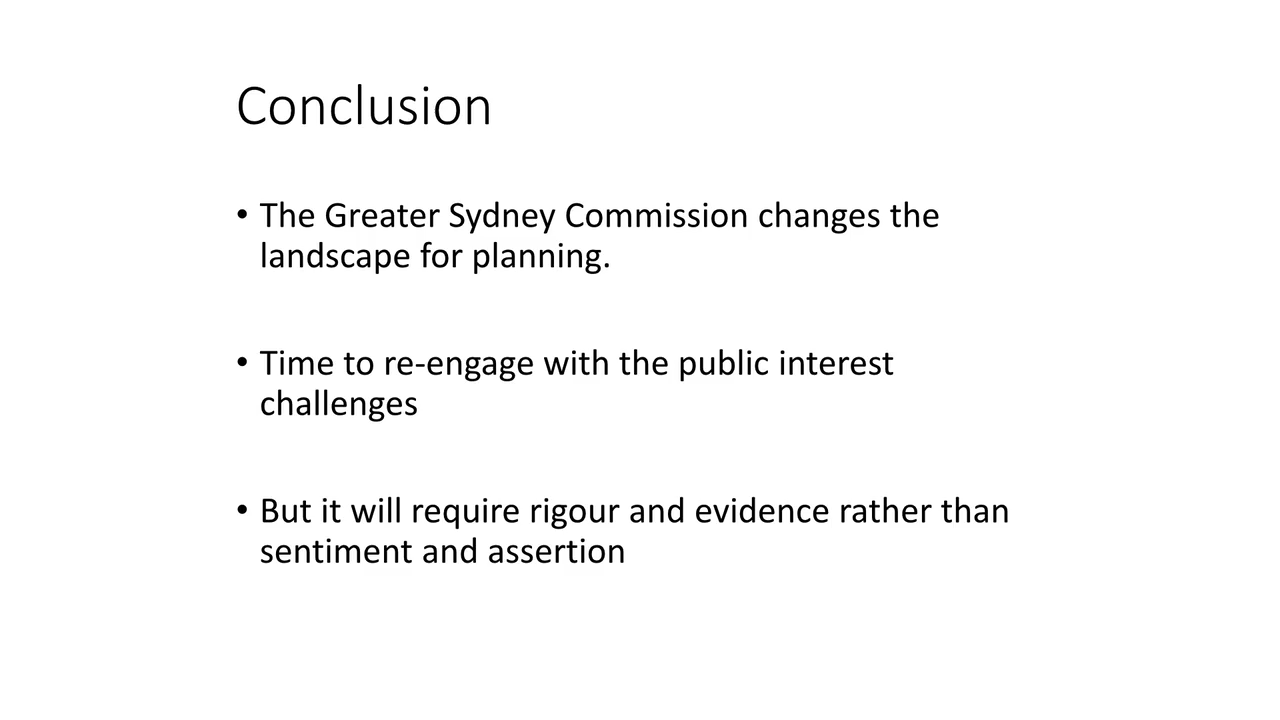 Conclusion
• The Greater Sydney Commission changes the
landscape for planning.
• Time to re-engage with the public interest
challenges
• But it will require rigour and evidence rather than
sentiment and assertion